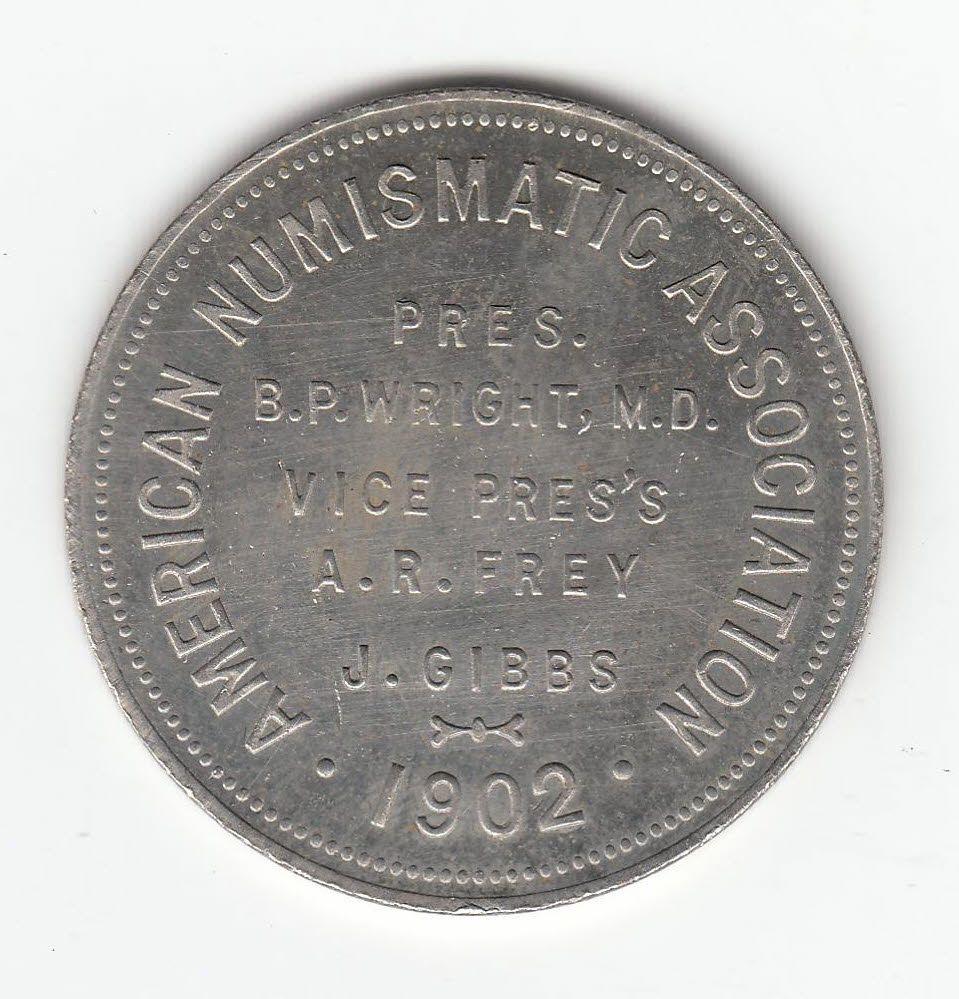 · AMERICAN NUMISMATIC ASSOCIATION ·
PRES.
B.P. WRIGHT, M.D.
VICE PRES'S
A.R. FREY
J. GIBBS
1902